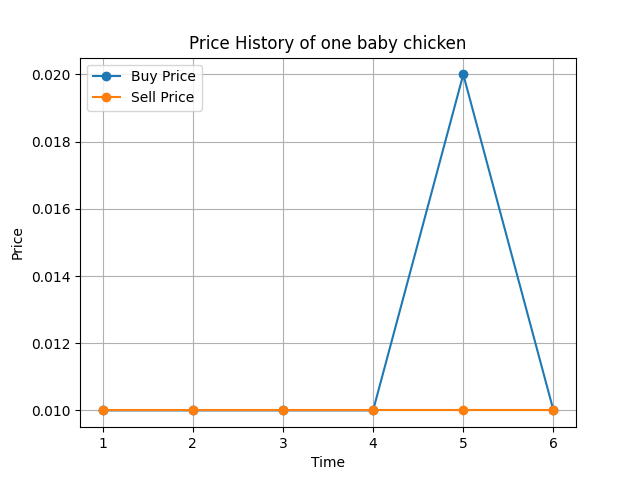 Price History of one baby chicken
Buy Price
Sell Price
0.020
0.018
0.016
0.014
0.012
0.010
Price
1 2 3 4 5 6
Time